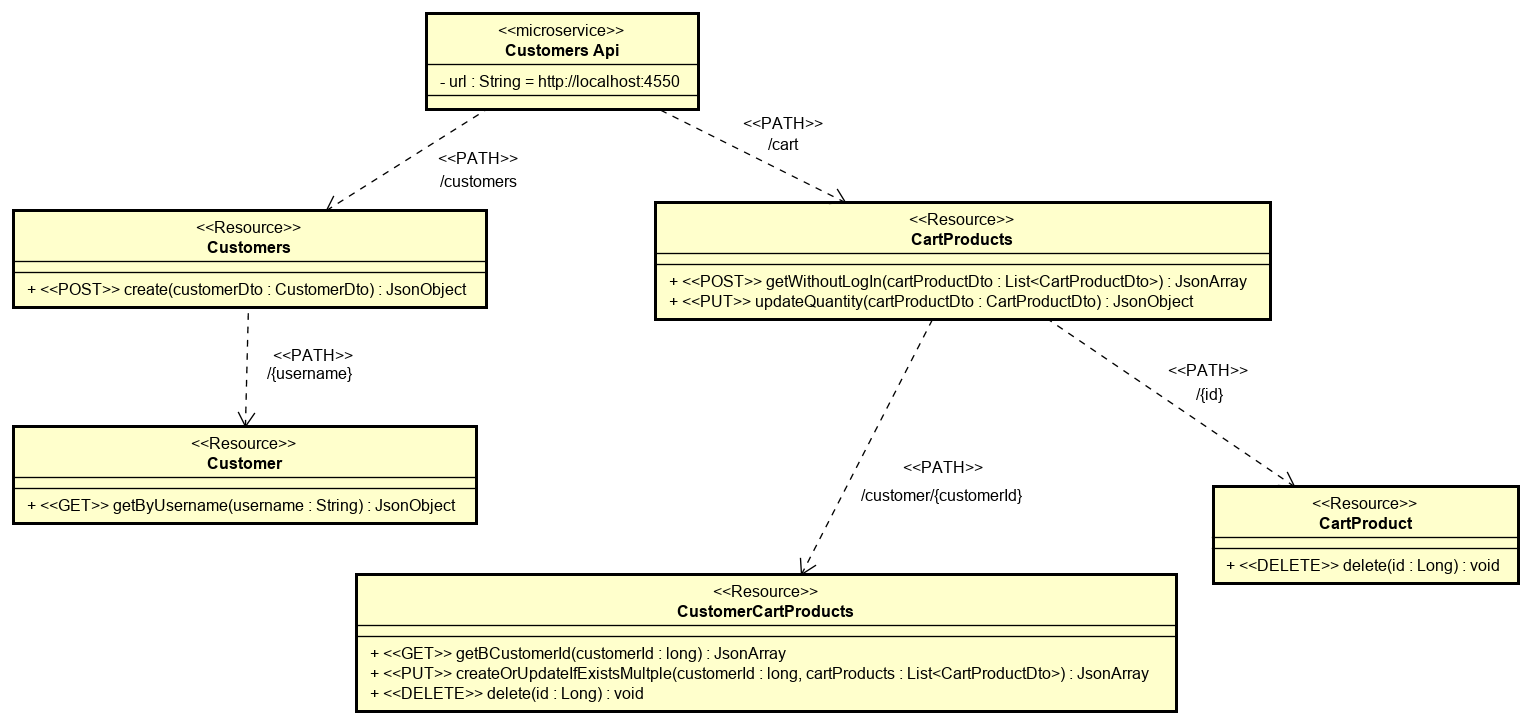 <<microservice>>
Customers Api
- url : String = http://localhost:4550
<<PATH>>
/customers
<<PATH>>
/cart
<<Resource>>
Customers
+ <<POST>> create(customerDto : CustomerDto) : JsonObject
<<Resource>>
CartProducts
+ <<POST>> getWithoutLogIn(cartProductDto : List<CartProductDto>) : JsonArray
+ <<PUT>> updateQuantity(cartProductDto : CartProductDto) : JsonObject
<<PATH>>
/{username}
<<PATH>>
/{id}
<<Resource>>
Customer
+ <<GET>> getByUsername(username : String) : JsonObject
<<PATH>>
/customer/{customerId}
<<Resource>>
CartProduct
+ <<DELETE>> delete(id : Long) : void
<<Resource>>
CustomerCartProducts
+ <<GET>> getBCustomerId(customerId : long) : JsonArray
+ <<PUT>> createOrUpdateIfExistsMultple(customerId : long, cartProducts : List<CartProductDto>) : JsonArray
+ <<DELETE>> delete(id : Long) : void